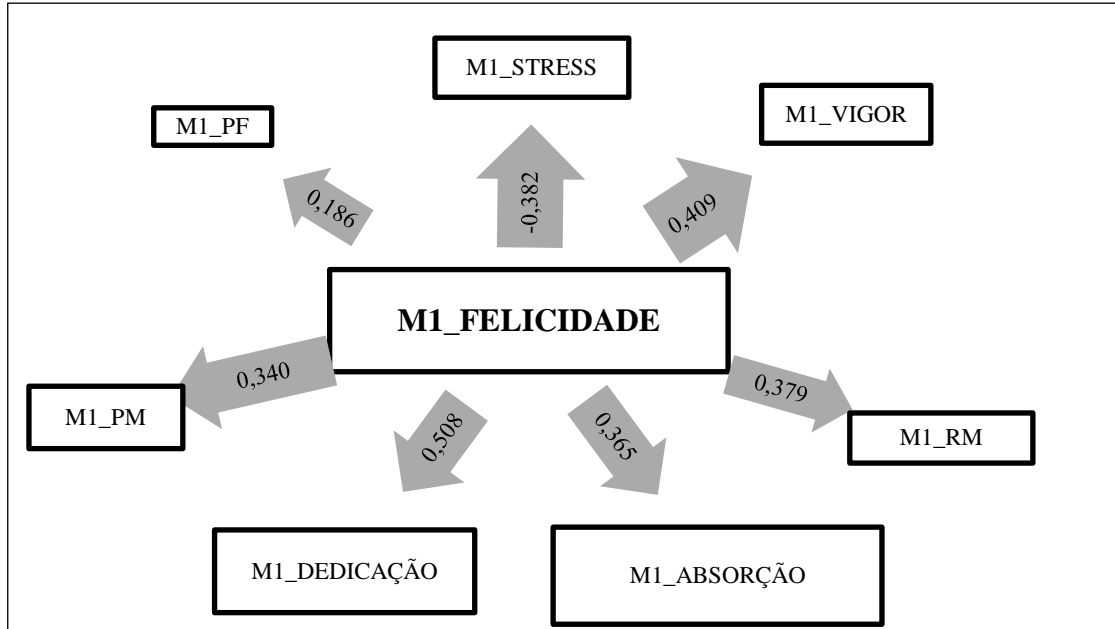 M1_STRESS
M1_PF
M1_VIGOR
0,186
-0,382
0,409
M1_FELICIDADE
0,340
0,379
M1_PM
0,508
0,365
M1_RM
M1_DEDICAÇÃO
M1_ABSORÇÃO